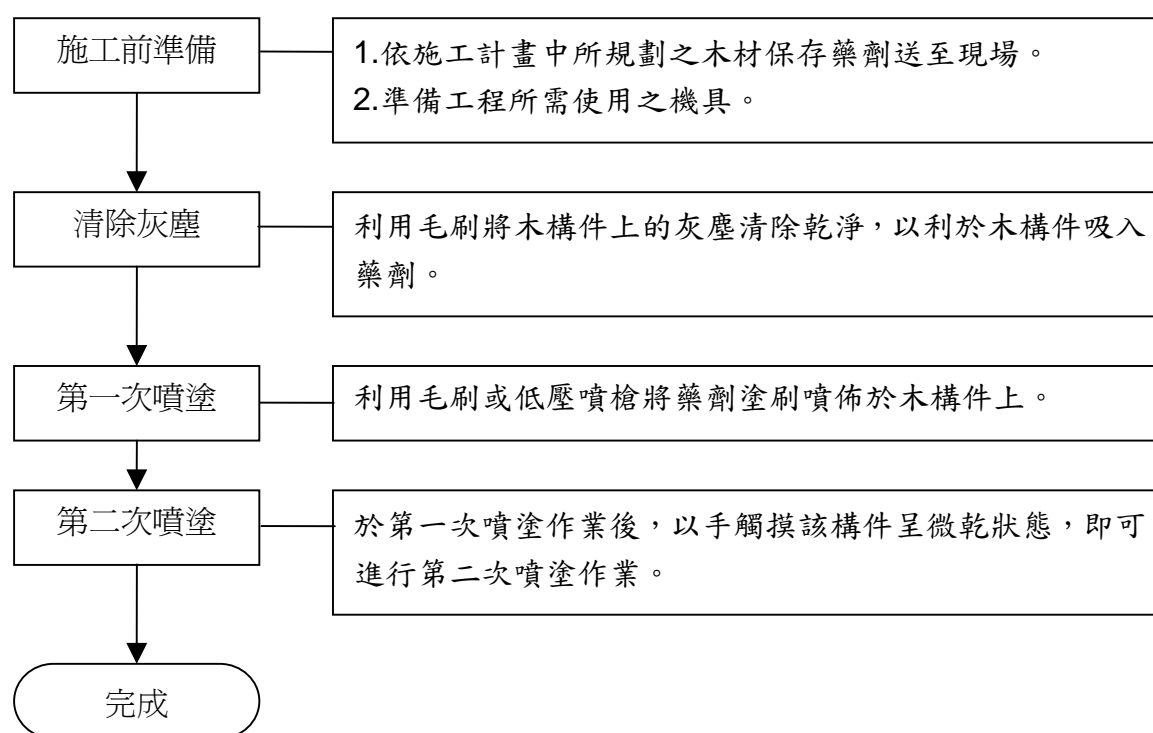 施工前準備
1.依施工計畫中所規劃之木材保存藥劑送至現場。
2.準備工程所需使用之機具。
清除灰塵
利用毛刷將木構件上的灰塵清除乾淨，以利於木構件吸入
藥劑。
第一次噴塗
利用毛刷或低壓噴槍將藥劑塗刷噴佈於木構件上。
第二次噴塗
於第一次噴塗作業後，以手觸摸該構件呈微乾狀態，即可
進行第二次噴塗作業。
完成